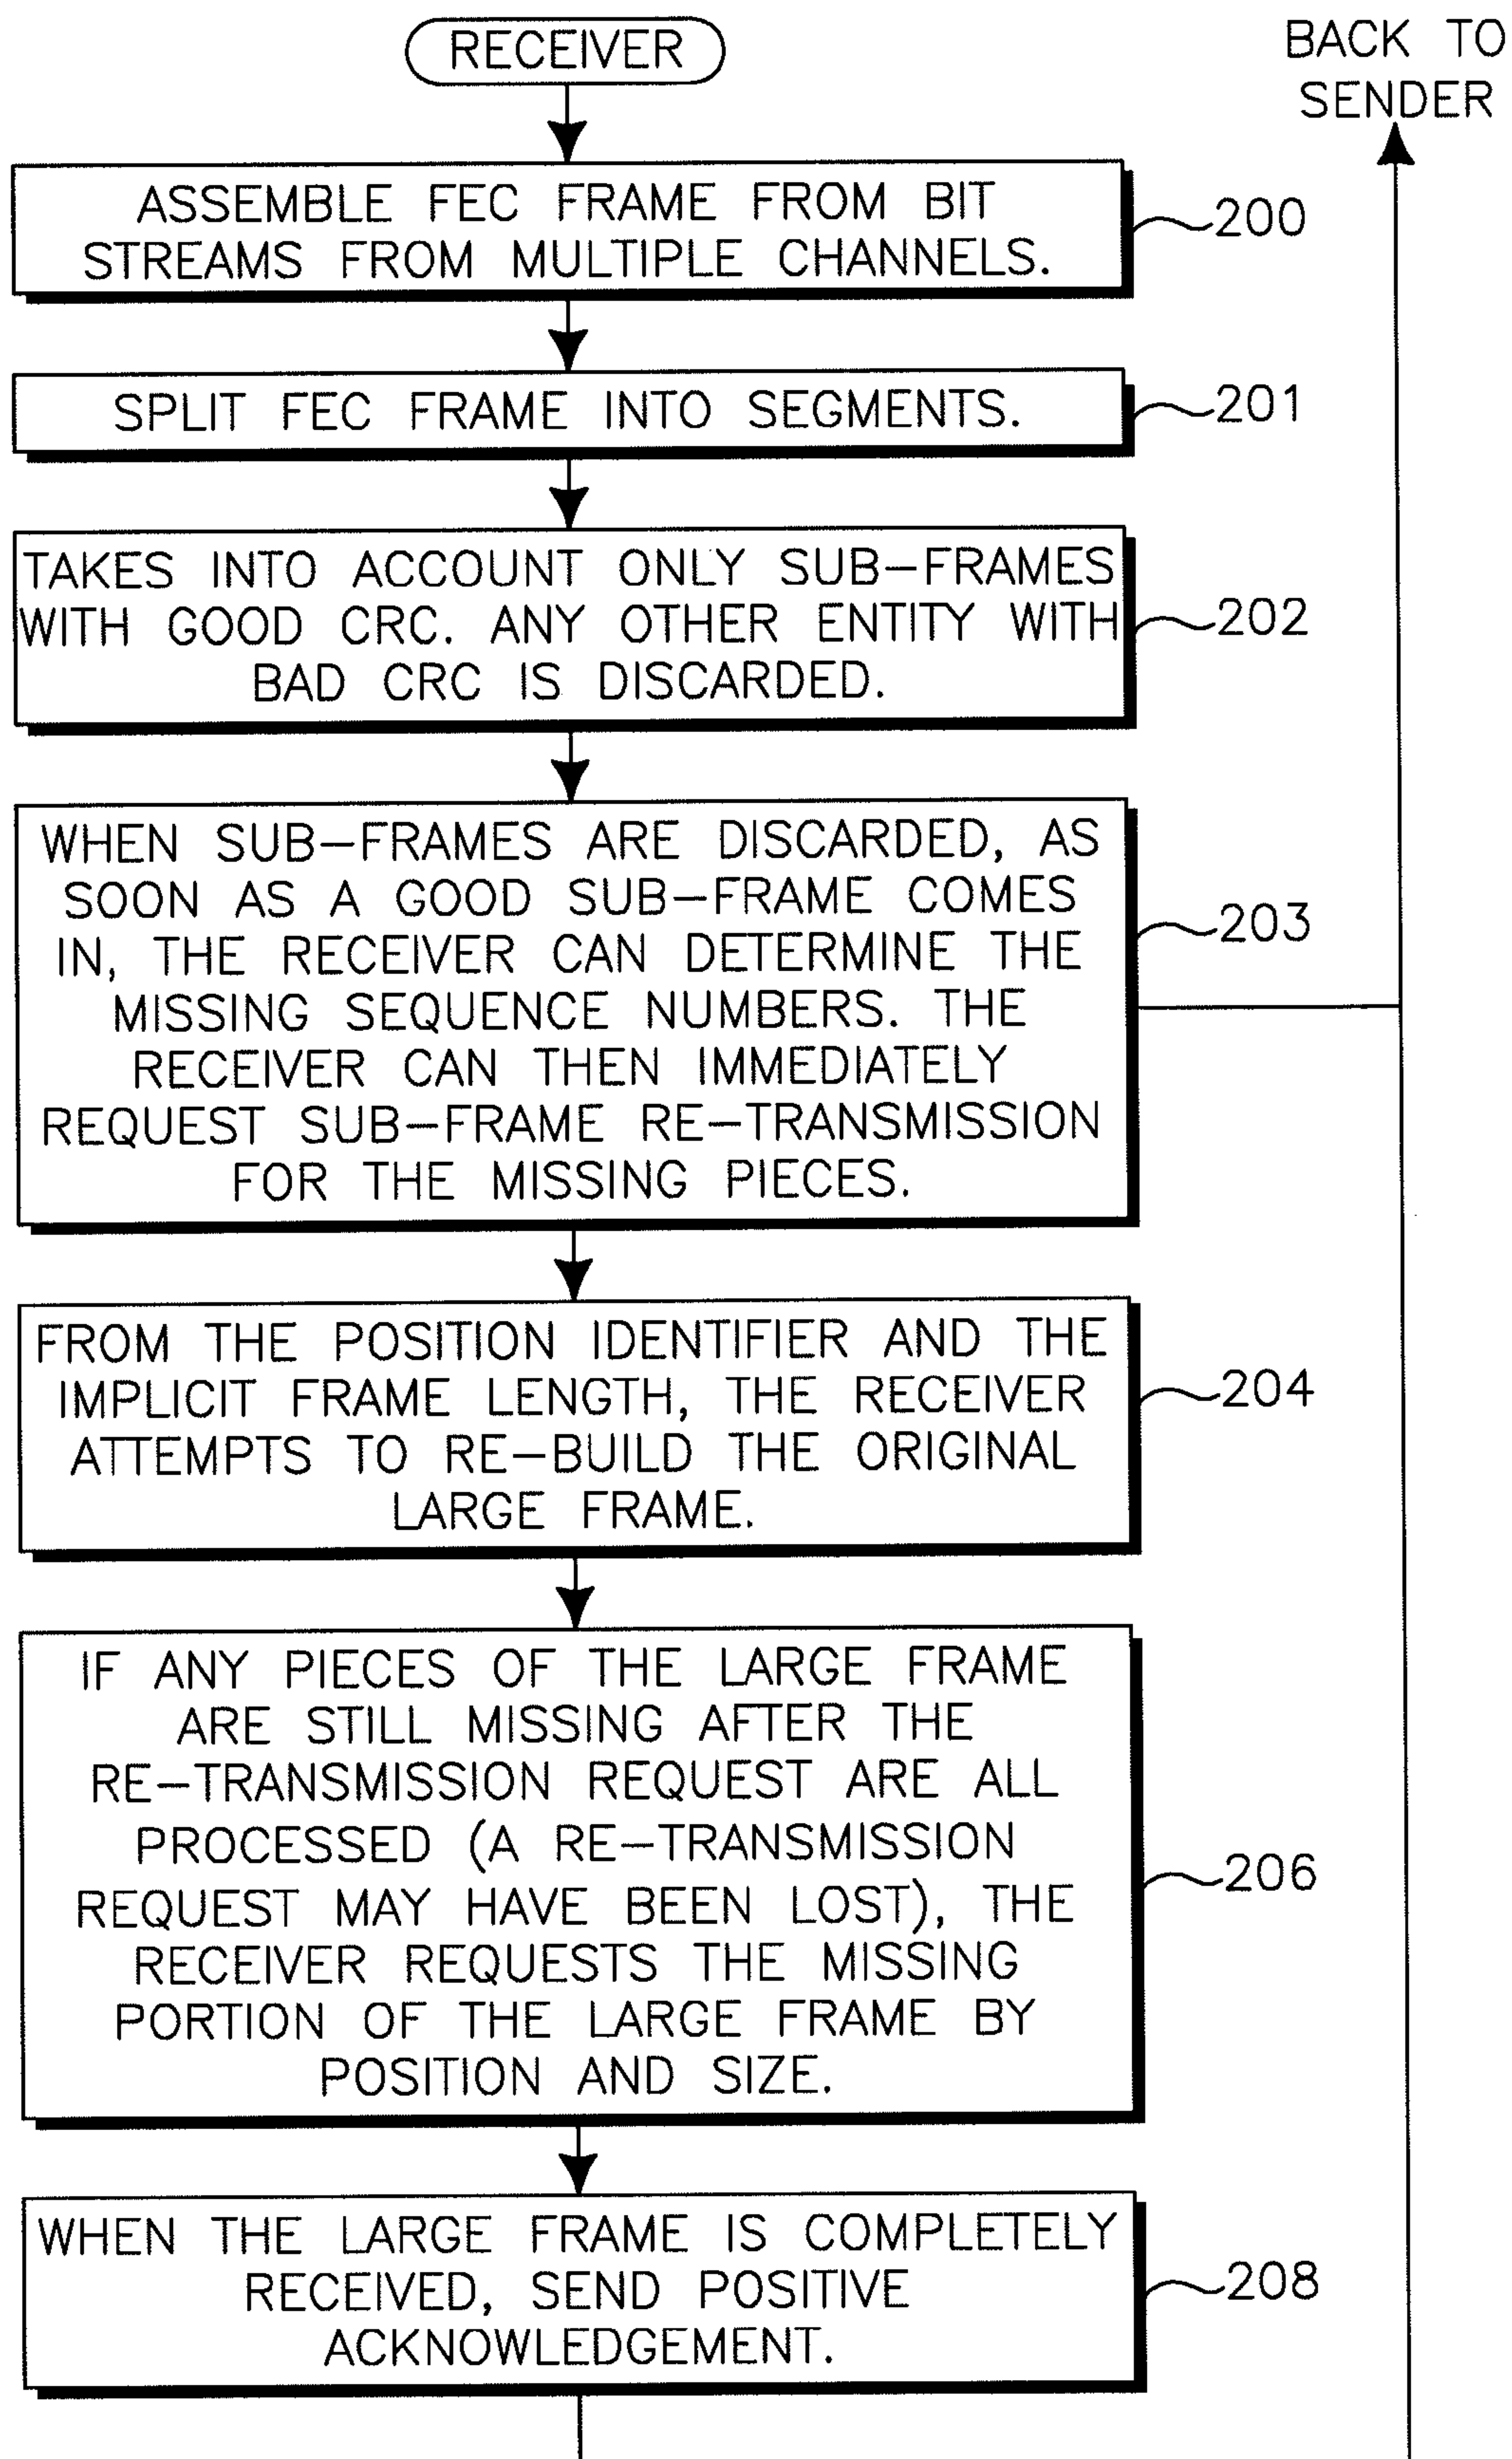 RECEIVER
BACK TO
SENDER
ASSEMBLE FEC FRAME FROM BIT
STREAMS FROM MULTIPLE CHANNELS.
200
SPLIT FEC FRAME INTO SEGMENTS.
201
TAKES INTO ACCOUNT ONLY SUB-FRAMES
WITH GOOD CRC. ANY OTHER ENTITY WITH
BAD CRC IS DISCARDED.
202
WHEN SUB-FRAMES ARE DISCARDED, AS
SOON AS A GOOD SUB-FRAME COMES
IN, THE RECEIVER CAN DETERMINE THE
MISSING SEQUENCE NUMBERS. THE
RECEIVER CAN THEN IMMEDIATELY
REQUEST SUB-FRAME RE-TRANSMISSION
FOR THE MISSING PIECES.
203
FROM THE POSITION IDENTIFIER AND THE
IMPLICIT FRAME LENGTH, THE RECEIVER
ATTEMPTS TO RE-BUILD THE ORIGINAL
LARGE FRAME.
204
IF ANY PIECES OF THE LARGE FRAME
ARE STILL MISSING AFTER THE
RE-TRANSMISSION REQUEST ARE ALL
PROCESSED (A RE-TRANSMISSION
REQUEST MAY HAVE BEEN LOST), THE
RECEIVER REQUESTS THE MISSING
PORTION OF THE LARGE FRAME BY
POSITION AND SIZE.
206
WHEN THE LARGE FRAME IS COMPLETELY
RECEIVED, SEND POSITIVE
ACKNOWLEDGEMENT.
208